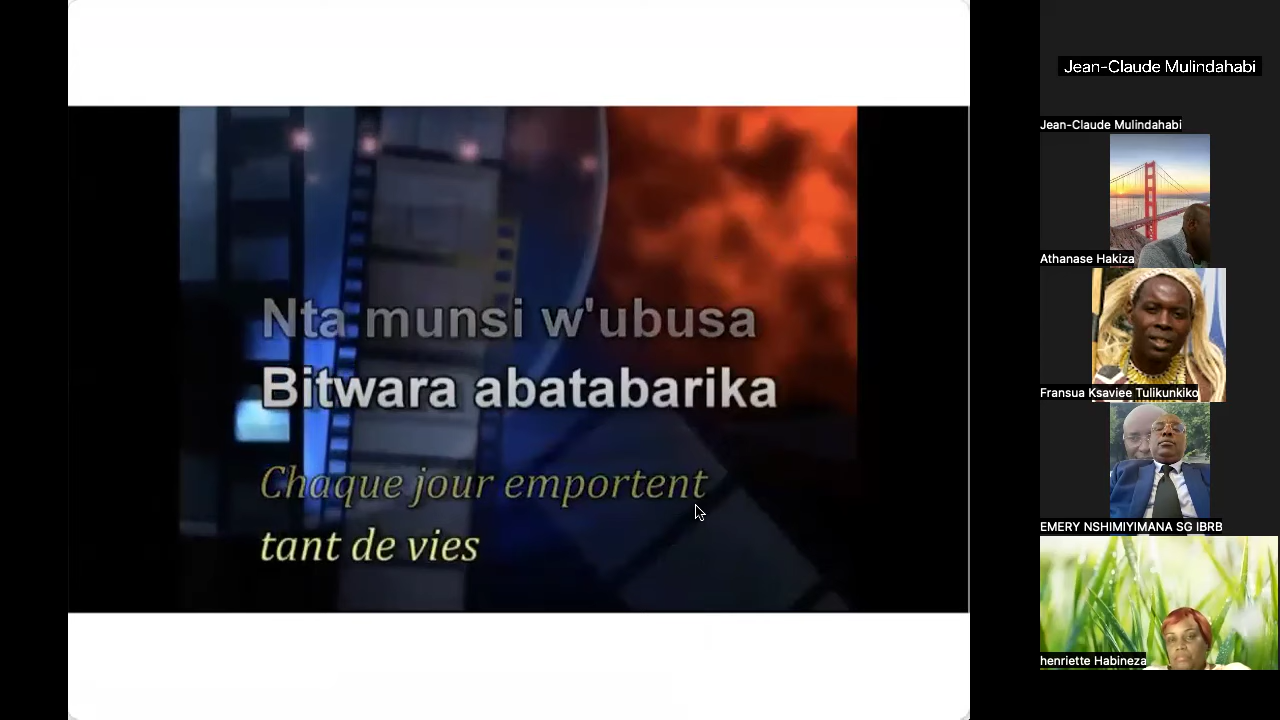 Nta munsi w'ubusa
Bitwara abatabarika
Chaque jour emportent
tant de vies
Jean-Claude Mulindahabi
Jean-Claude Mulindahabi
Athanase Hakiza
Fransua Ksaviee Tulikunkiko
EMERY NSHIMIYIMANA SG IBRB
henriette Habineza